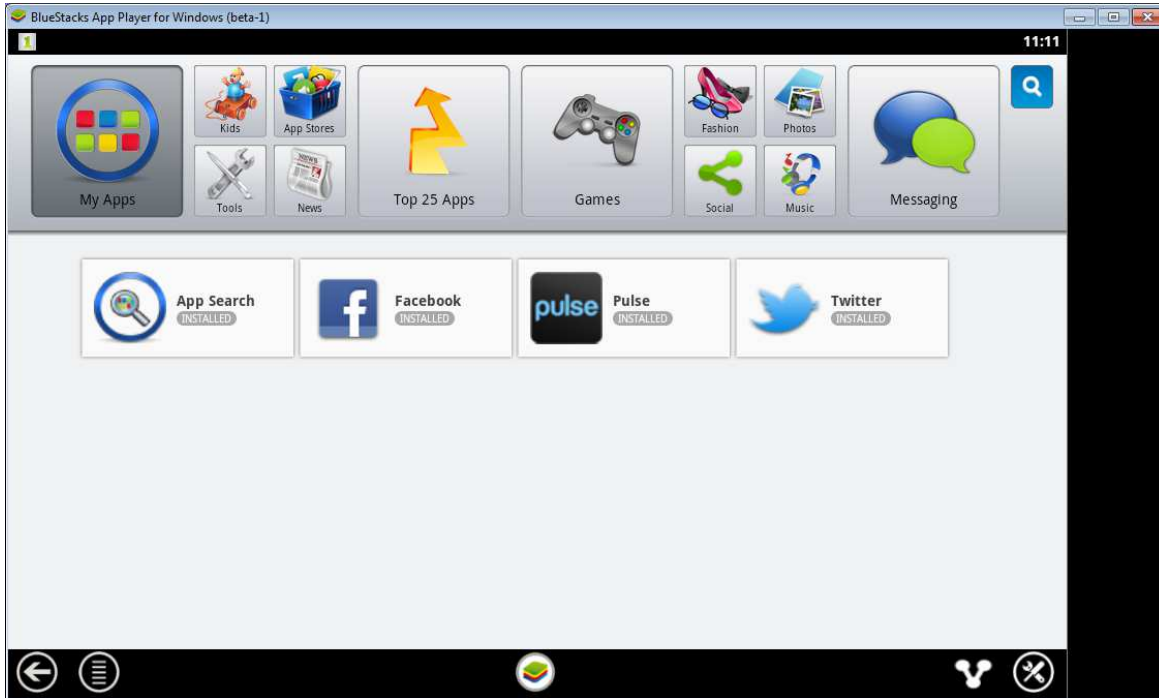 BlueStacks App Player for Windows (beta-1)
1
11:11
My Apps
Kids
App Stores
Tools
NEWS
News
Top 25 Apps
Games
Fashion
Photos
Social
Music
Messaging
App Search
INSTALLED
f
Facebook
INSTALLED
pulse
Pulse
INSTALLED
Twitter
INSTALLED